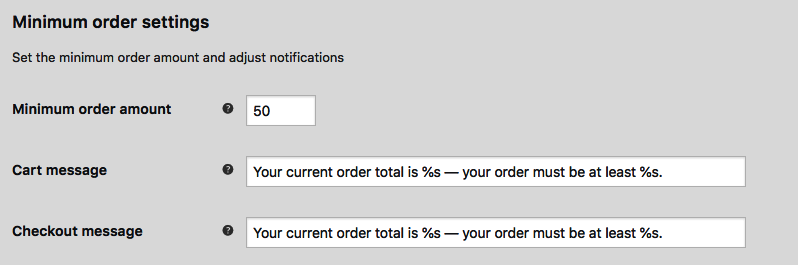 Minimum order settings
Set the minimum order amount and adjust notifications
Minimum order amount ? 50
Cart message ? Your current order total is %s — your order must be at least %s.
Checkout message ? Your current order total is %s — your order must be at least %s.